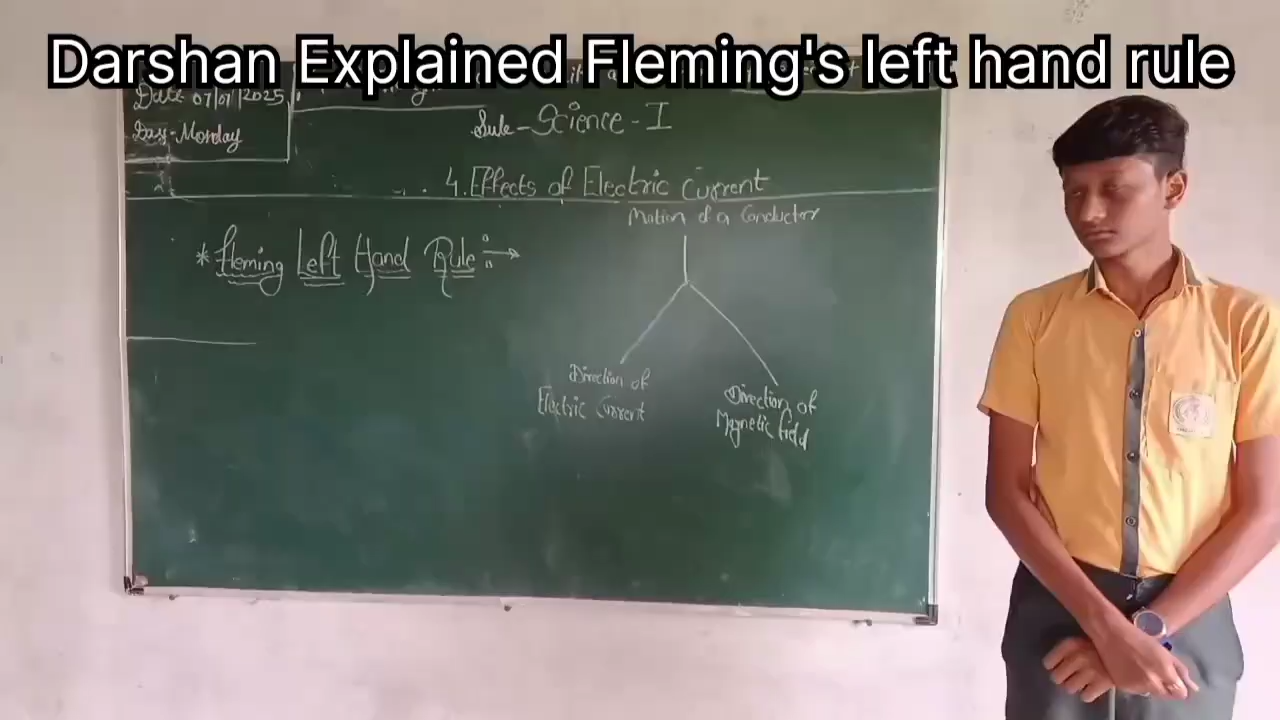 Darshan Explained Fleming's left hand rule
Date 07/07/2025
Day-Monday
Sub-Science-I
4. Effects of Electric Current
Motion of a Conductor
* Fleming Left Hand Rule :→
Direction of
Electric Current
Direction of
Magnetic field